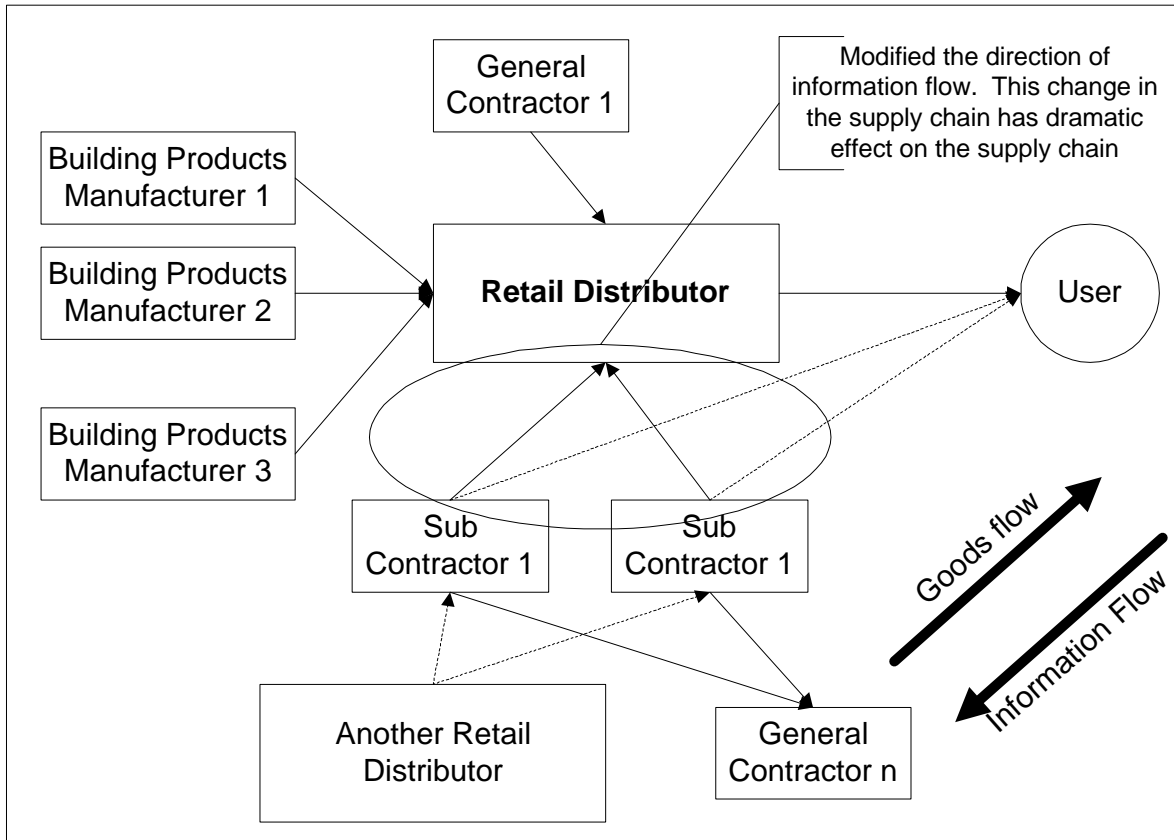 General
Contractor 1
Modified the direction of
information flow.  This change in
the supply chain has dramatic
effect on the supply chain
Building Products
Manufacturer 1
Building Products
Manufacturer 2
Retail Distributor
User
Building Products
Manufacturer 3
Sub
Contractor 1
Sub
Contractor 1
Goods flow
Information Flow
Another Retail
Distributor
General
Contractor n